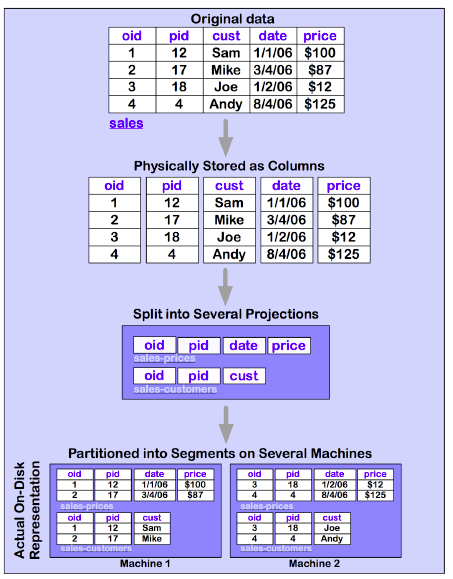 Original data
oid pid cust date price
1 12 Sam 1/1/06 $100
2 17 Mike 3/4/06 $87
3 18 Joe 1/2/06 $12
4 4 Andy 8/4/06 $125
sales
Physically Stored as Columns
oid pid cust date price
1 12 Sam 1/1/06 $100
2 17 Mike 3/4/06 $87
3 18 Joe 1/2/06 $12
4 4 Andy 8/4/06 $125
Split into Several Projections
oid pid date price
sales-prices
oid pid cust
sales-customers
Partitioned into Segments on Several Machines
Actual On-Disk
Representation
oid pid date price
1 12 1/1/06 $100
2 17 3/4/06 $87
sales-prices
oid pid cust
1 12 Sam
2 17 Mike
sales-customers
Machine 1
oid pid date price
3 18 1/2/06 $12
4 4 8/4/06 $125
sales-prices
oid pid cust
3 18 Joe
4 4 Andy
sales-customers
Machine 2